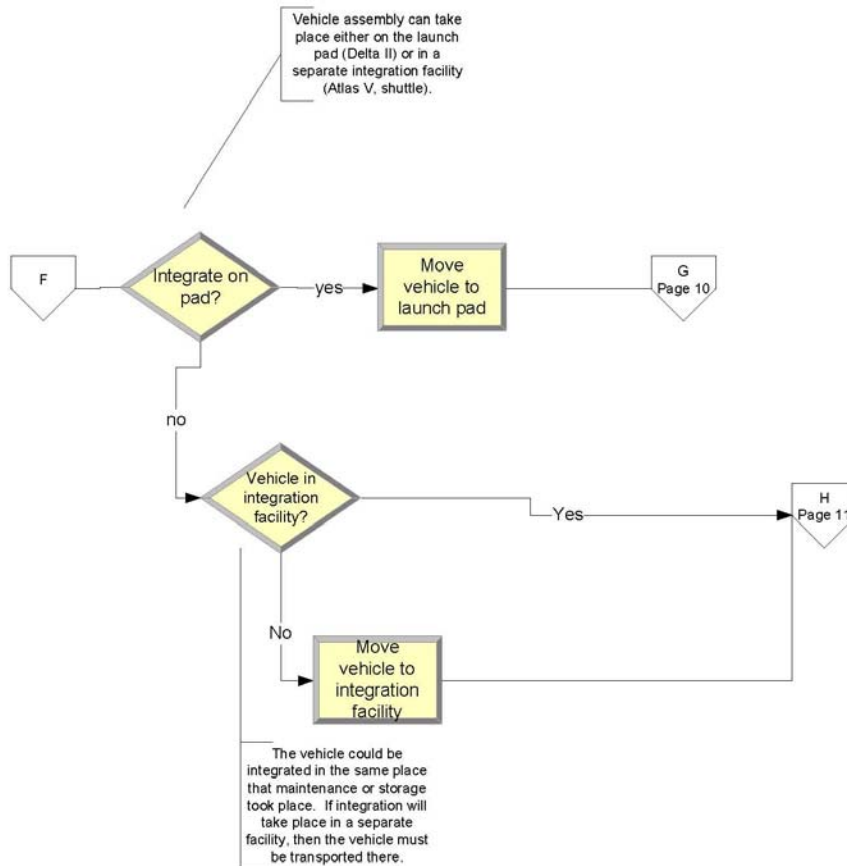 Vehicle assembly can take
place either on the launch
pad (Delta II) or in a
separate integration facility
(Atlas V, shuttle).
F
Integrate on
pad?
yes
Move
vehicle to
launch pad
G
Page 10
no
Vehicle in
integration
facility?
Yes
H
Page 11
No
Move
vehicle to
integration
facility
The vehicle could be
integrated in the same place
that maintenance or storage
took place. If integration will
take place in a separate
facility, then the vehicle must
be transported there.